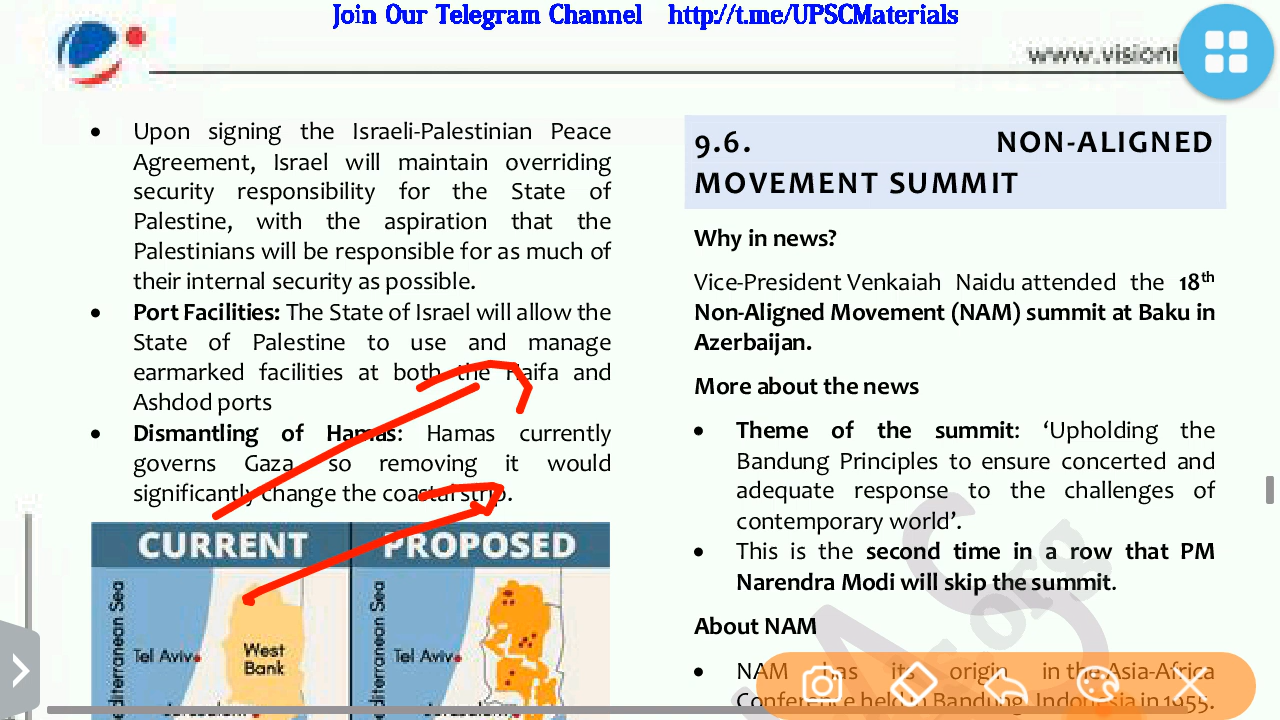 Join Our Telegram Channel http://t.me/UPSCMaterials
www.visioni
• Upon signing the Israeli-Palestinian Peace
Agreement, Israel will maintain overriding
security responsibility for the State of
Palestine, with the aspiration that the
Palestinians will be responsible for as much of
their internal security as possible.
• Port Facilities: The State of Israel will allow the
State of Palestine to use and manage
earmarked facilities at both the Haifa and
Ashdod ports
• Dismantling of Hamas: Hamas currently
governs Gaza, so removing it would
significantly change the coastal strip.
CURRENT
Mediterranean Sea
Tel Aviv
West
Bank
Jerusalem
PROPOSED
Mediterranean Sea
Tel Aviv
Jerusalem
9.6. NON-ALIGNED
MOVEMENT SUMMIT
Why in news?
Vice-President Venkaiah Naidu attended the 18th
Non-Aligned Movement (NAM) summit at Baku in
Azerbaijan.
More about the news
• Theme of the summit: ‘Upholding the
Bandung Principles to ensure concerted and
adequate response to the challenges of
contemporary world’.
• This is the second time in a row that PM
Narendra Modi will skip the summit.
About NAM
• NAM has its origin in the Asia-Africa
Conference held in Bandung, Indonesia in 1955.